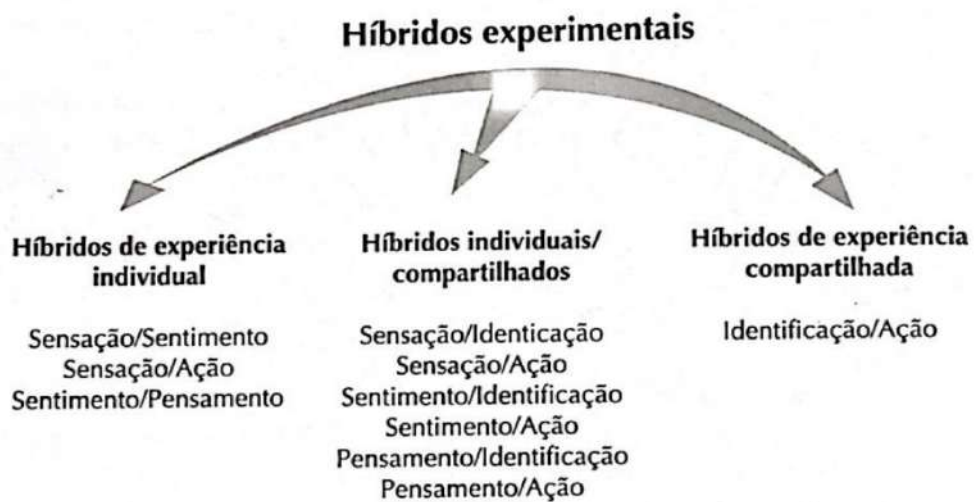 Híbridos experimentais
Híbridos de experiência
individual
Sensação/Sentimento
Sensação/Ação
Sentimento/Pensamento
Híbridos individuais/
compartilhados
Sensação/Identicação
Sensação/Ação
Sentimento/Identificação
Sentimento/Ação
Pensamento/Identificação
Pensamento/Ação
Híbridos de experiência
compartilhada
Identificação/Ação